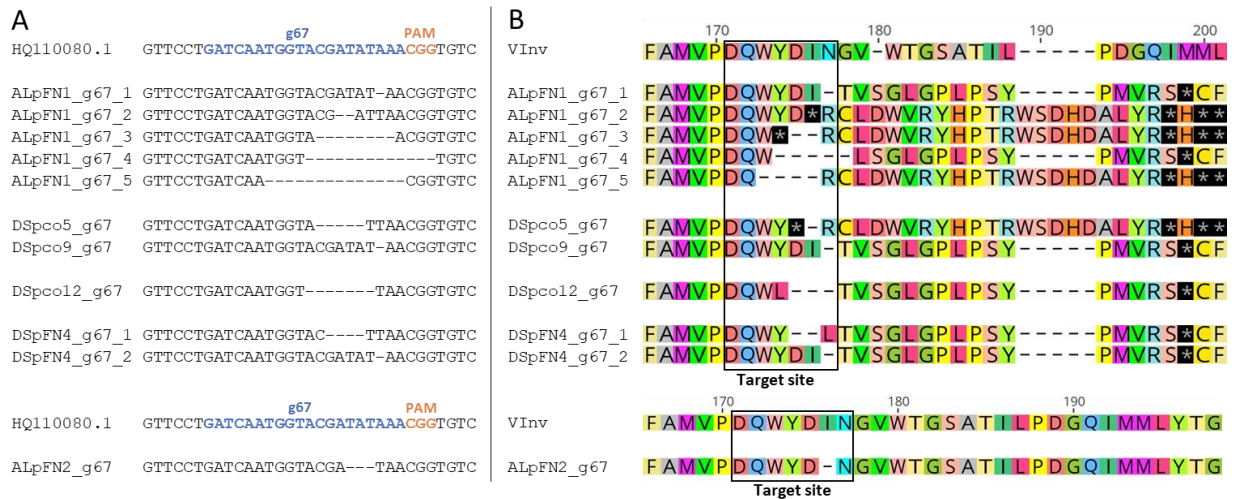 A
g67 PAM
HQ110080.1 GTTCCTGATCAATGGTACGATATAAACGGTGTC
ALpFN1_g67_1 GTTCCTGATCAATGGTACGATAT-AACGGTGTC
ALpFN1_g67_2 GTTCCTGATCAATGGTACG--ATTAACGGTGTC
ALpFN1_g67_3 GTTCCTGATCAATGGTA--------ACGGTGTC
ALpFN1_g67_4 GTTCCTGATCAATGGT-------------TGTC
ALpFN1_g67_5 GTTCCTGATCAA--------------CGGTGTC
DSpco5_g67 GTTCCTGATCAATGGTA-----TTAACGGTGTC
DSpco9_g67 GTTCCTGATCAATGGTACGATAT-AACGGTGTC
DSpco12_g67 GTTCCTGATCAATGGT-------TAACGGTGTC
DSpFN4_g67_1 GTTCCTGATCAATGGTAC----TTAACGGTGTC
DSpFN4_g67_2 GTTCCTGATCAATGGTACGATAT-AACGGTGTC
g67 PAM
HQ110080.1 GTTCCTGATCAATGGTACGATATAAACGGTGTC
ALpFN2_g67 GTTCCTGATCAATGGTACGA---TAACGGTGTC
B
170 180 190 200
VInv FAMVPDQWYDINGV-WTGSATIL-----PDGQIMML
ALpFN1_g67_1 FAMVPDQWYDI-TVSGLGPLPSY-----PMVRS*CF
ALpFN1_g67_2 FAMVPDQWYD*RCLDWVRYHPTRWSDHDALYR*H**
ALpFN1_g67_3 FAMVPDQW*--RCLDWVRYHPTRWSDHDALYR*H**
ALpFN1_g67_4 FAMVPDQW-----LSGLGPLPSY-----PMVRS*CF
ALpFN1_g67_5 FAMVPDQ----RCLDWVRYHPTRWSDHDALYR*H**
DSpco5_g67 FAMVPDQWY*-RCLDWVRYHPTRWSDHDALYR*H**
DSpco9_g67 FAMVPDQWYDI-TVSGLGPLPSY-----PMVRS*CF
DSpco12_g67 FAMVPDQWL---TVSGLGPLPSY-----PMVRS*CF
DSpFN4_g67_1 FAMVPDQWY--LTVSGLGPLPSY-----PMVRS*CF
DSpFN4_g67_2 FAMVPDQWYDI-TVSGLGPLPSY-----PMVRS*CF
Target site
170 180 190
VInv FAMVPDQWYDINGVWTGSATILPDGQIMMLYTG
ALpFN2_g67 FAMVPDQWYD-NGVWTGSATILPDGQIMMLYTG
Target site